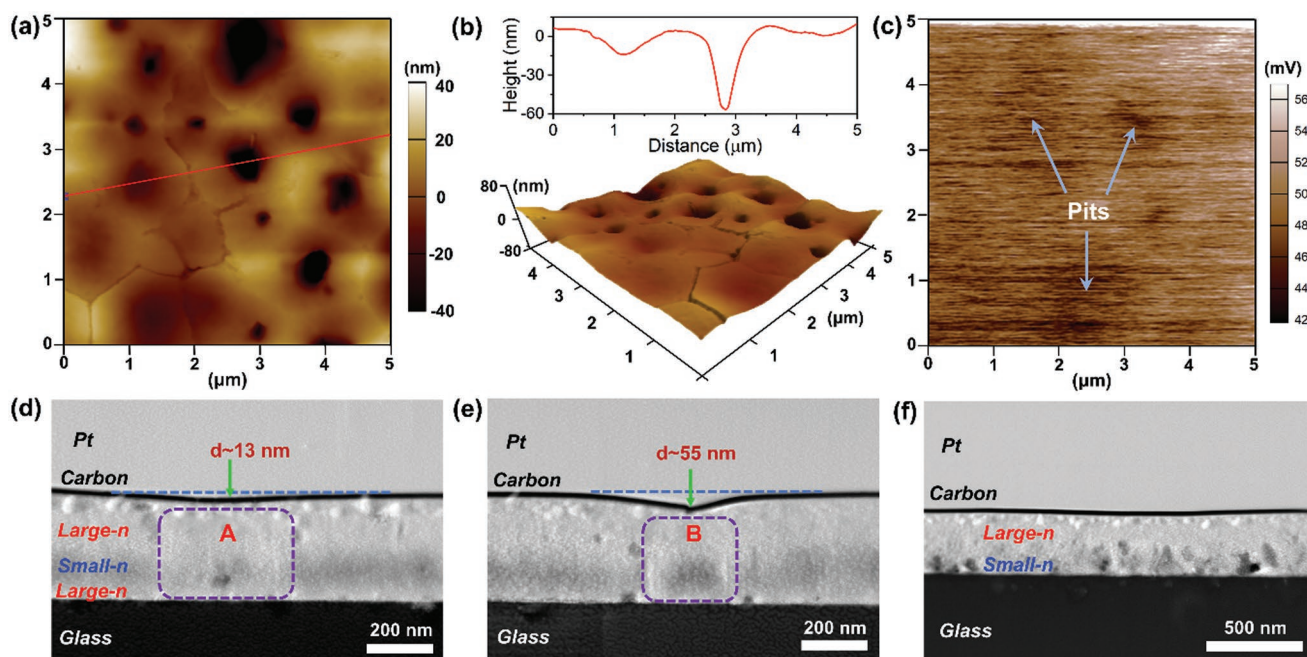 (a)
5
4
3
2
1
0
0 1 2 3 4 5
(µm)
(nm)
40
20
0
-20
-40
(b)
Height (nm)
0
-30
-60
0 1 2 3 4 5
Distance (µm)
(nm)
80
0
-80
4
3
2
1
5
4
3
2
1
(µm)
(c)
5
4
3
2
1
0
0 1 2 3 4 5
(µm)
Pits
(mV)
56
54
52
50
48
46
44
42
(d)
Pt
d~13 nm
Carbon
Large-n
A
Small-n
Large-n
Glass
200 nm
(e)
d~55 nm
B
200 nm
(f)
Pt
Carbon
Large-n
Small-n
Glass
500 nm